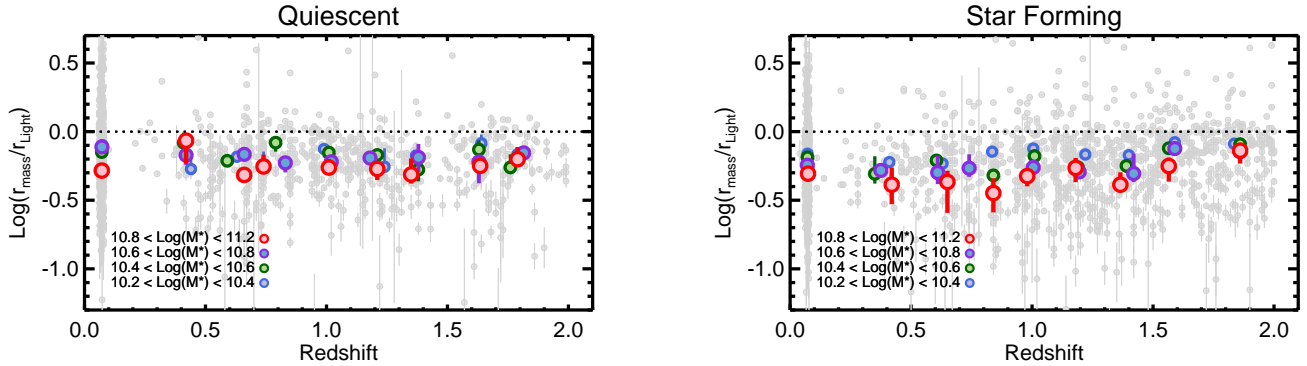 Quiescent
Log(r_mass/r_Light)
0.5
0.0
-0.5
-1.0
10.8 < Log(M*) < 11.2
10.6 < Log(M*) < 10.8
10.4 < Log(M*) < 10.6
10.2 < Log(M*) < 10.4
0.0 0.5 1.0 1.5 2.0
Redshift
Star Forming
Log(r_mass/r_Light)
0.5
0.0
-0.5
-1.0
10.8 < Log(M*) < 11.2
10.6 < Log(M*) < 10.8
10.4 < Log(M*) < 10.6
10.2 < Log(M*) < 10.4
0.0 0.5 1.0 1.5 2.0
Redshift